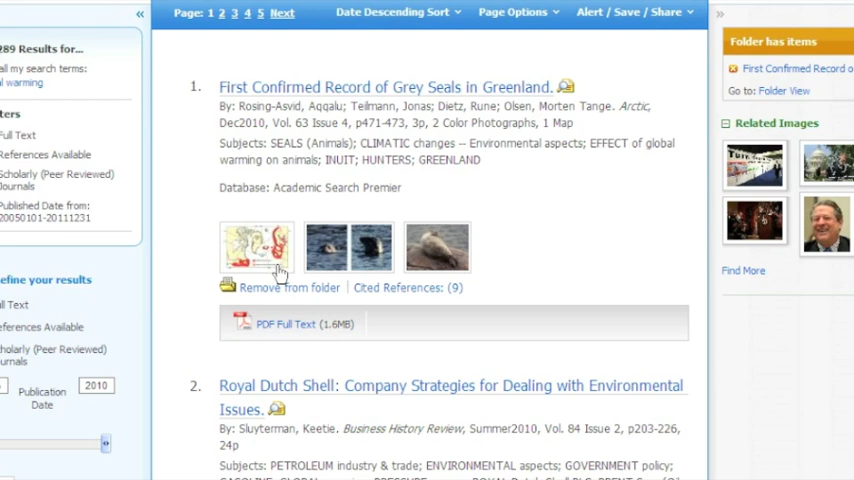 Page: 1 2 3 4 5 Next
Date Descending Sort
Page Options
Alert / Save / Share
289 Results for...
all my search terms:
al warming
ters
Full Text
References Available
Scholarly (Peer Reviewed)
Journals
Published Date from:
20050101-20111231
efine your results
ll Text
eferences Available
cholarly (Peer Reviewed)
urnals
Publication
Date
2010
1.
First Confirmed Record of Grey Seals in Greenland.
By: Rosing-Asvid, Aqqalu; Teilmann, Jonas; Dietz, Rune; Olsen, Morten Tange. Arctic,
Dec2010, Vol. 63 Issue 4, p471-473, 3p, 2 Color Photographs, 1 Map
Subjects: SEALS (Animals); CLIMATIC changes -- Environmental aspects; EFFECT of global
warming on animals; INUIT; HUNTERS; GREENLAND
Database: Academic Search Premier
Remove from folder
Cited References: (9)
PDF Full Text (1.6MB)
2.
Royal Dutch Shell: Company Strategies for Dealing with Environmental
Issues.
By: Sluyterman, Keetie. Business History Review, Summer2010, Vol. 84 Issue 2, p203-226,
24p
Subjects: PETROLEUM industry & trade; ENVIRONMENTAL aspects; GOVERNMENT policy;
Folder has items
First Confirmed Record o
Go to: Folder View
Related Images
Find More